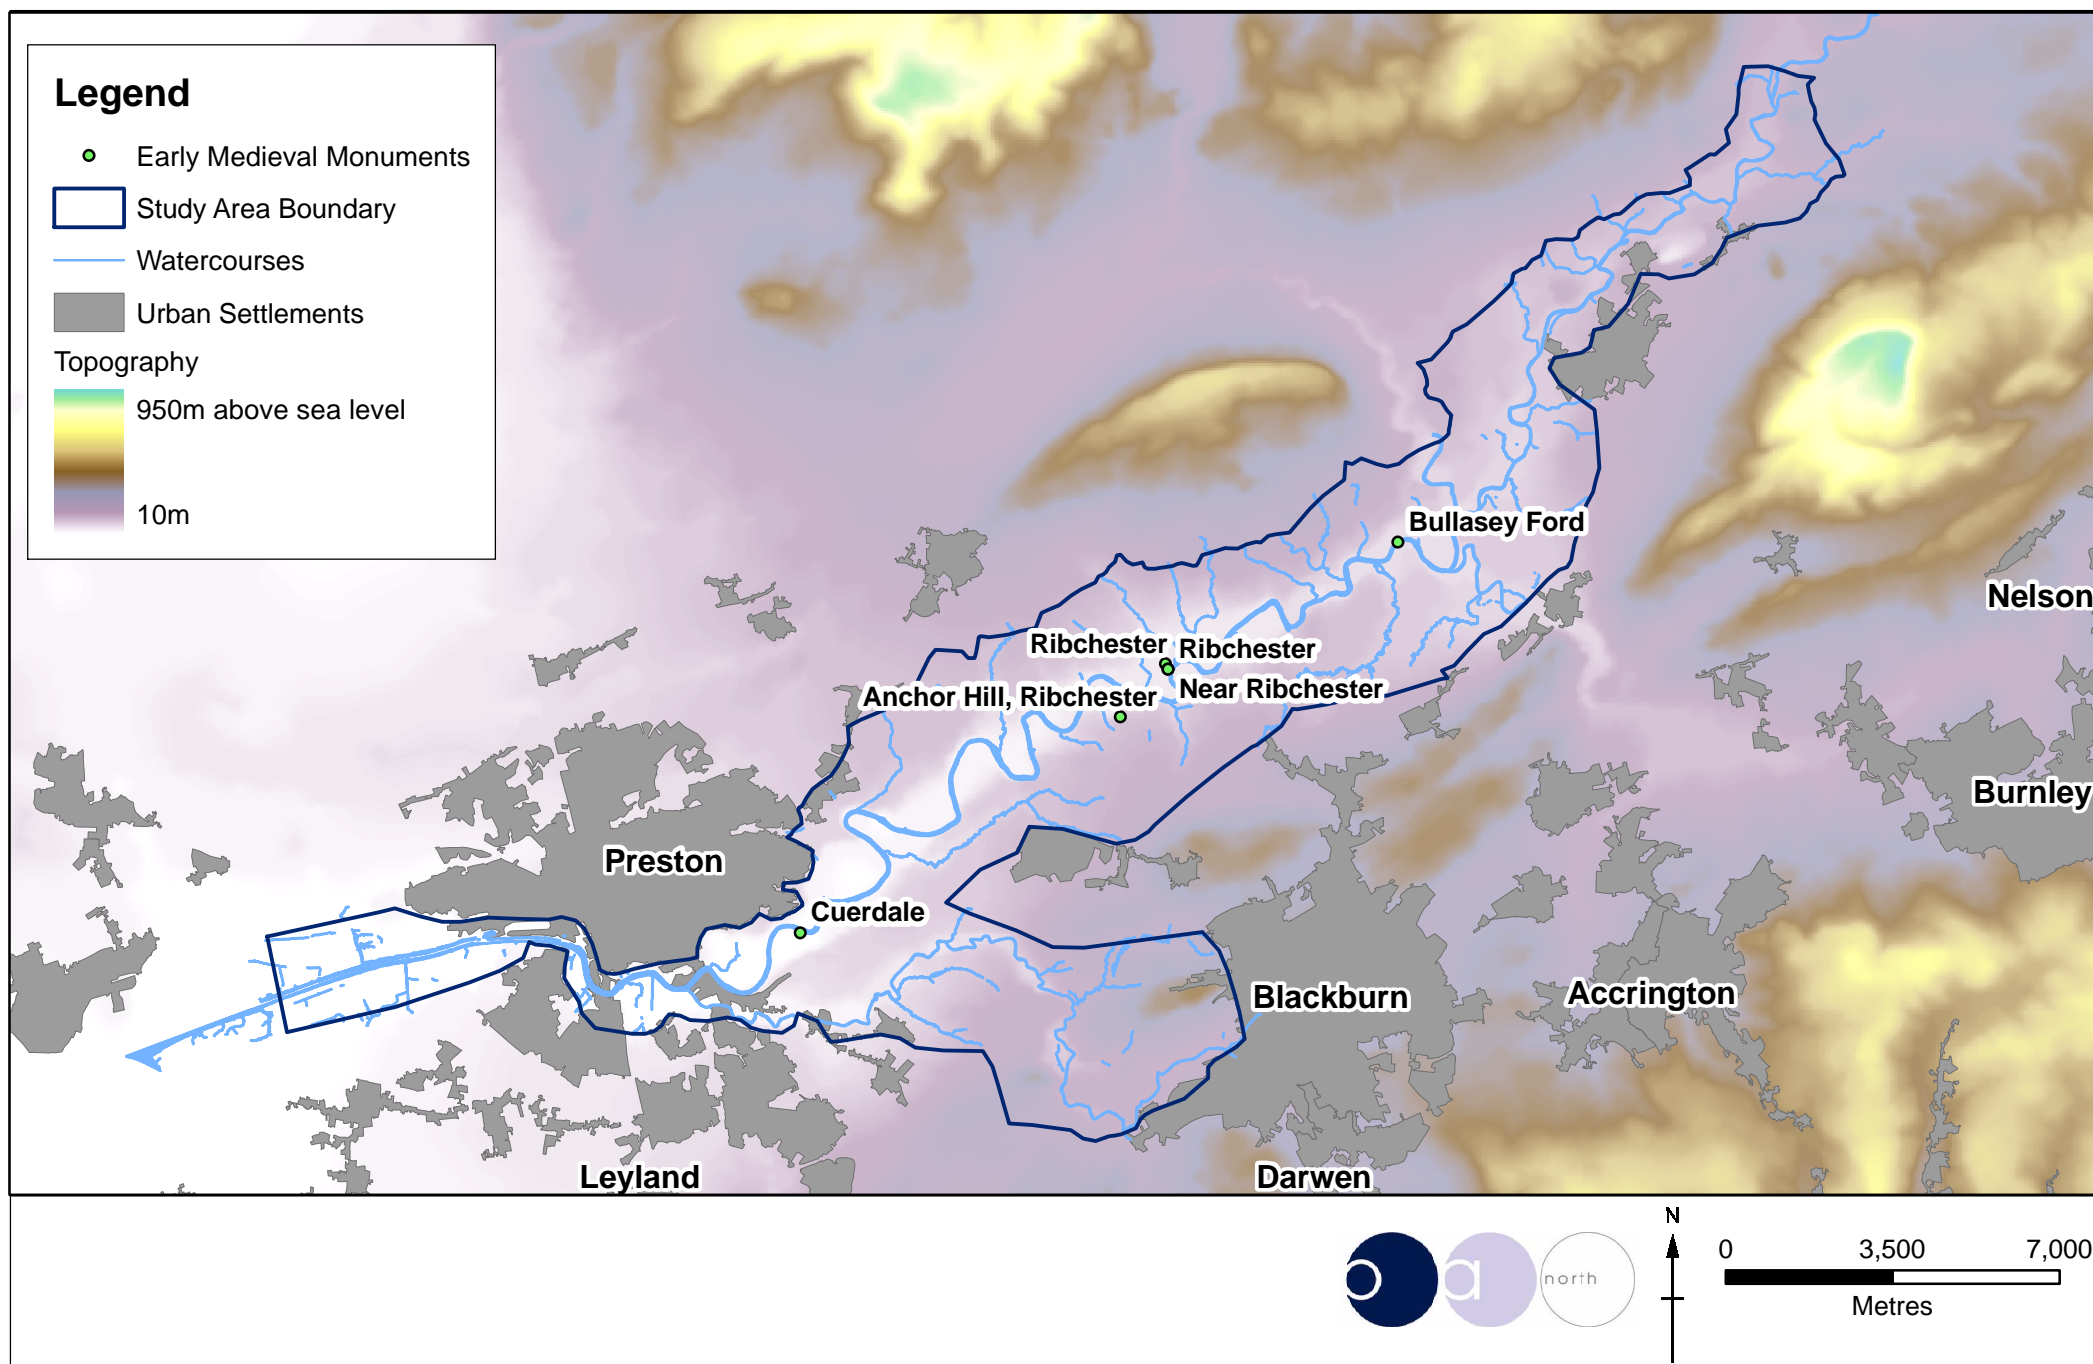 Legend
Early Medieval Monuments
Study Area Boundary
Watercourses
Urban Settlements
Topography
950m above sea level
10m
Bullasey Ford
Nelson
Ribchester
Ribchester
Near Ribchester
Anchor Hill, Ribchester
Burnley
Preston
Cuerdale
Blackburn
Accrington
Leyland
Darwen
o a north
N
0 3,500 7,000
Metres